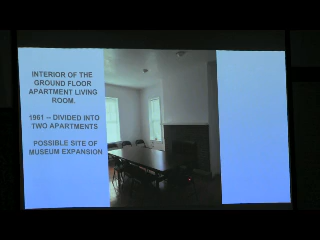 INTERIOR OF THE
GROUND FLOOR
APARTMENT LIVING
ROOM.
1961 -- DIVIDED INTO
TWO APARTMENTS
POSSIBLE SITE OF
MUSEUM EXPANSION